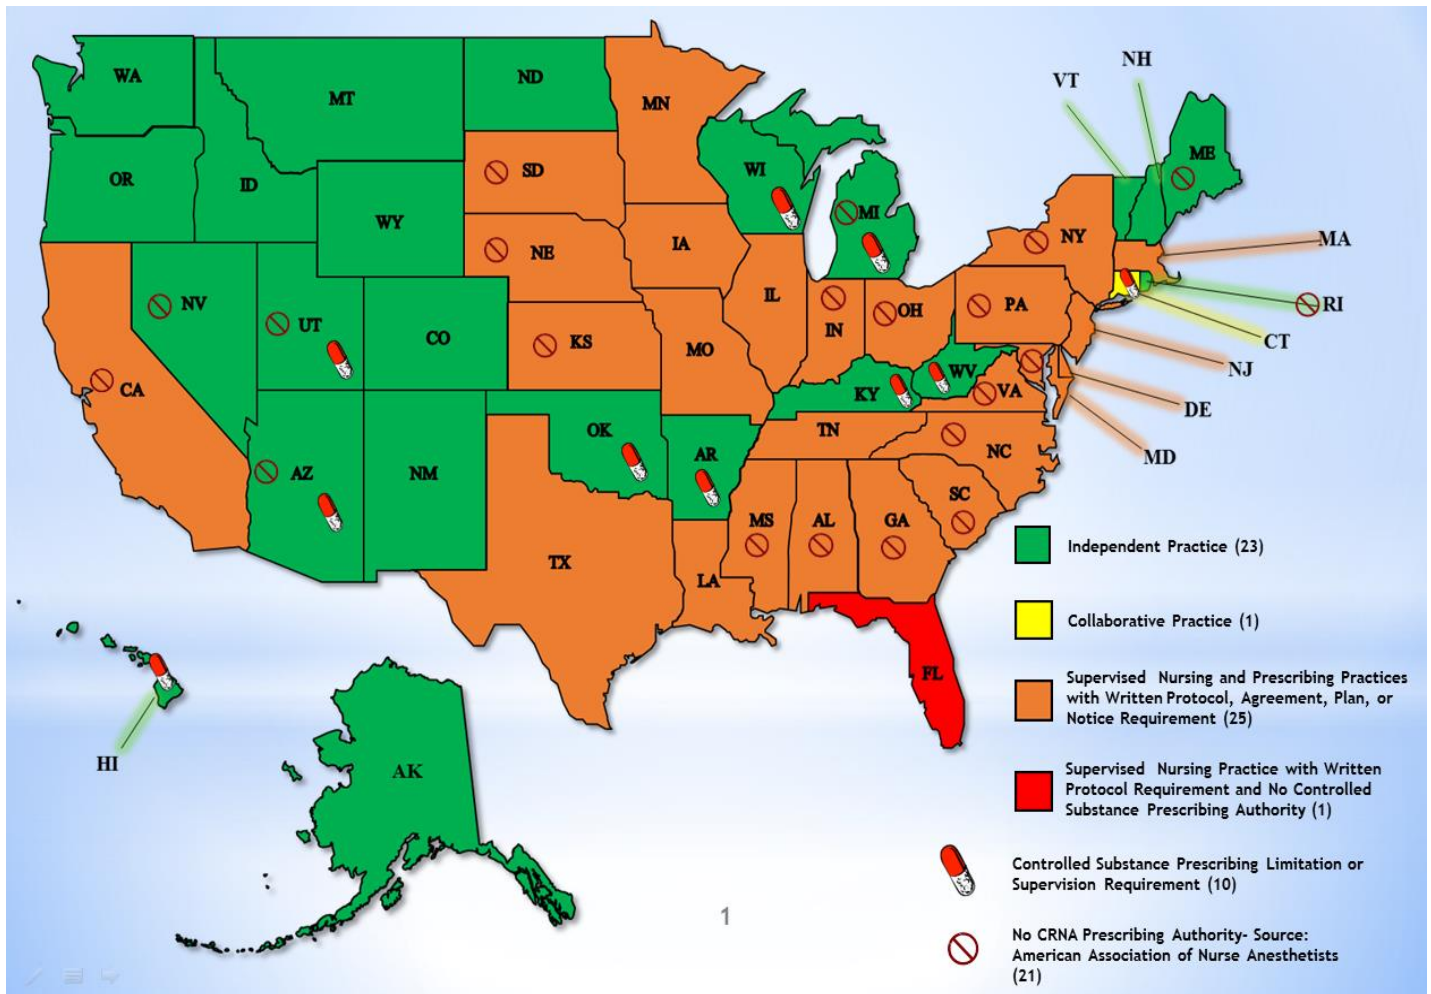 NH
VT
WA
MT
ND
MN
ME
OR
ID
SD
WI
MI
WY
NY
MA
IA
NE
NV
UT
CO
KS
IL
IN
OH
PA
RI
CT
MO
NJ
CA
KY
WV
VA
DE
OK
TN
AR
NC
MD
AZ
NM
SC
MS
AL
GA
TX
LA
FL
HI
AK
Independent Practice (23)
Collaborative Practice (1)
Supervised Nursing and Prescribing Practices
with Written Protocol, Agreement, Plan, or
Notice Requirement (25)
Supervised Nursing Practice with Written
Protocol Requirement and No Controlled
Substance Prescribing Authority (1)
Controlled Substance Prescribing Limitation or
Supervision Requirement (10)
No CRNA Prescribing Authority- Source:
American Association of Nurse Anesthetists
(21)
1